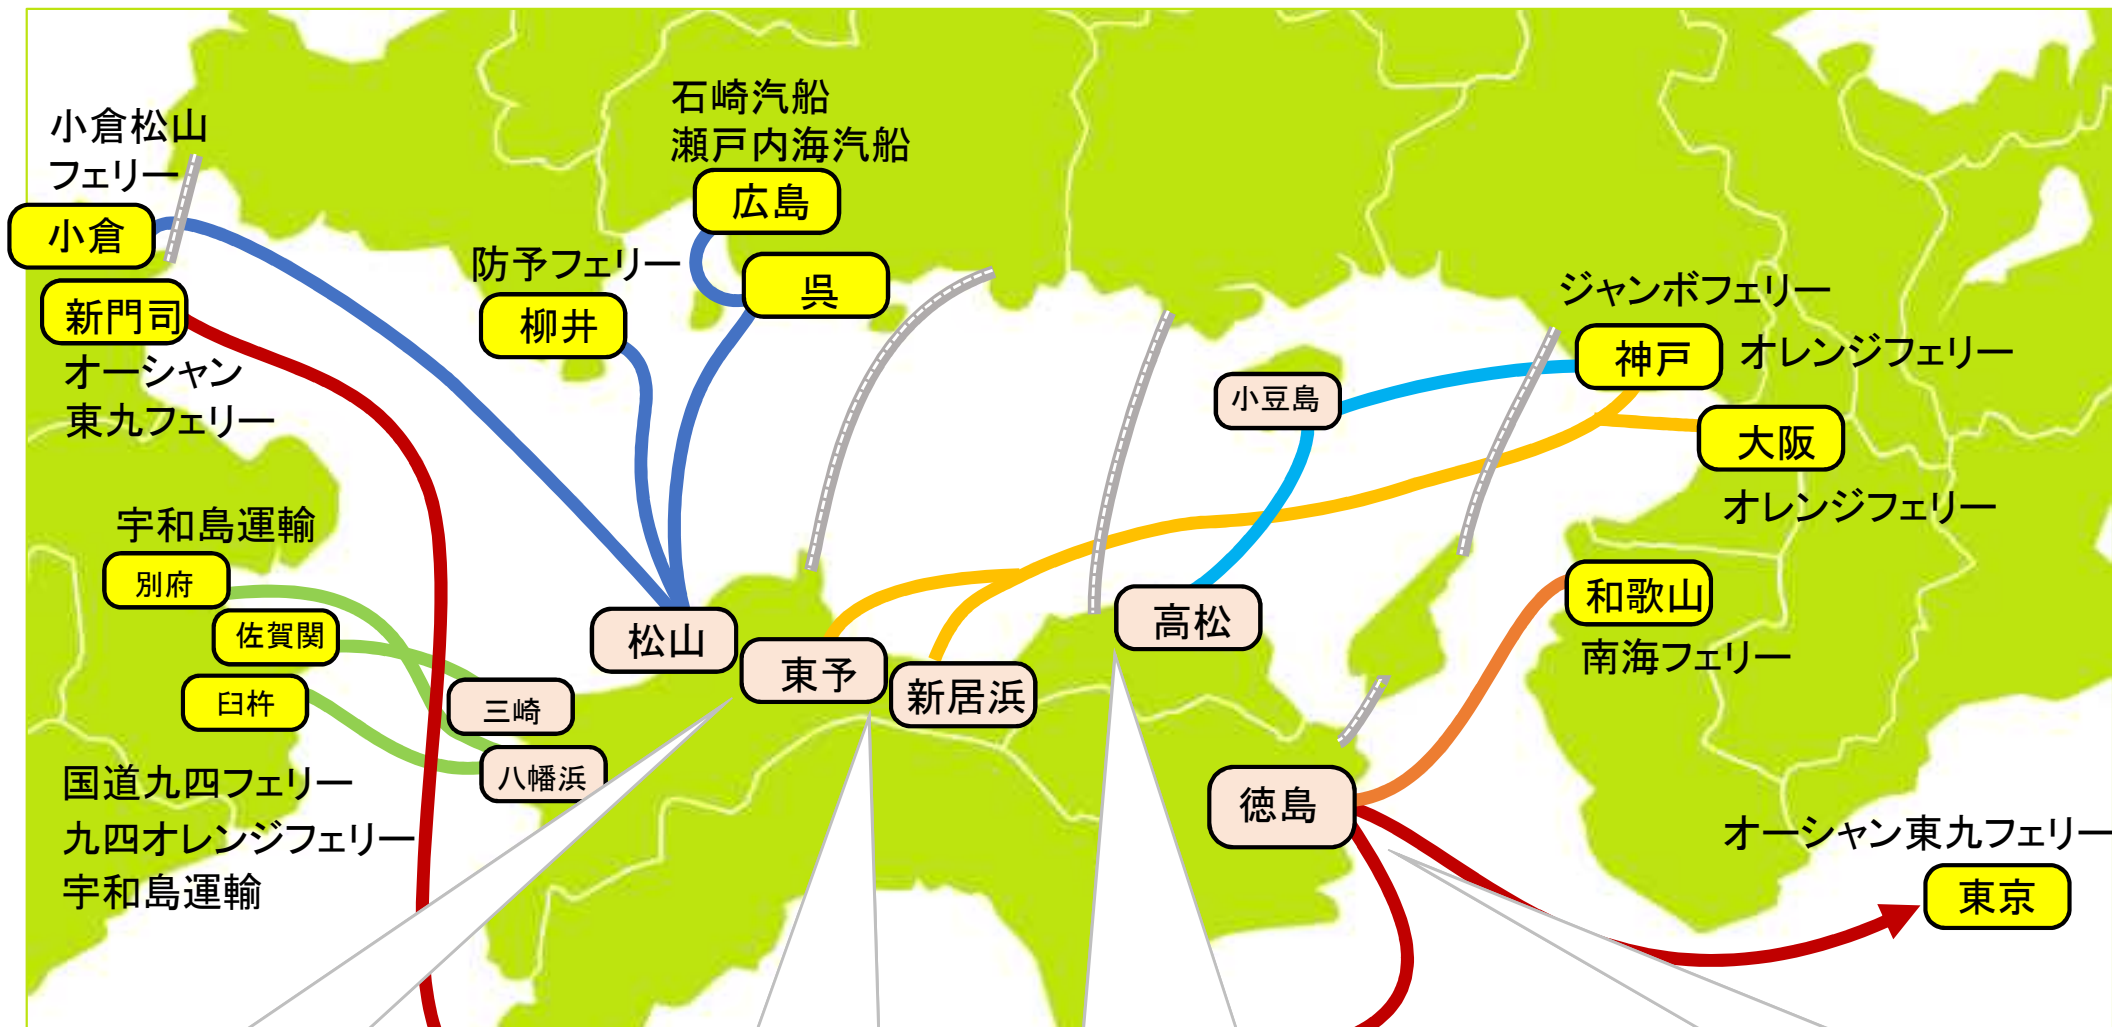 石崎汽船
瀬戸内海汽船
広島
小倉松山
フェリー
小倉
防予フェリー
呉
柳井
新門司
オーシャン
東九フェリー
ジャンボフェリー
神戸
オレンジフェリー
小豆島
大阪
オレンジフェリー
宇和島運輸
別府
佐賀関
臼杵
三崎
八幡浜
松山
東予
新居浜
高松
和歌山
南海フェリー
徳島
国道九四フェリー
九四オレンジフェリー
宇和島運輸
オーシャン東九フェリー
東京